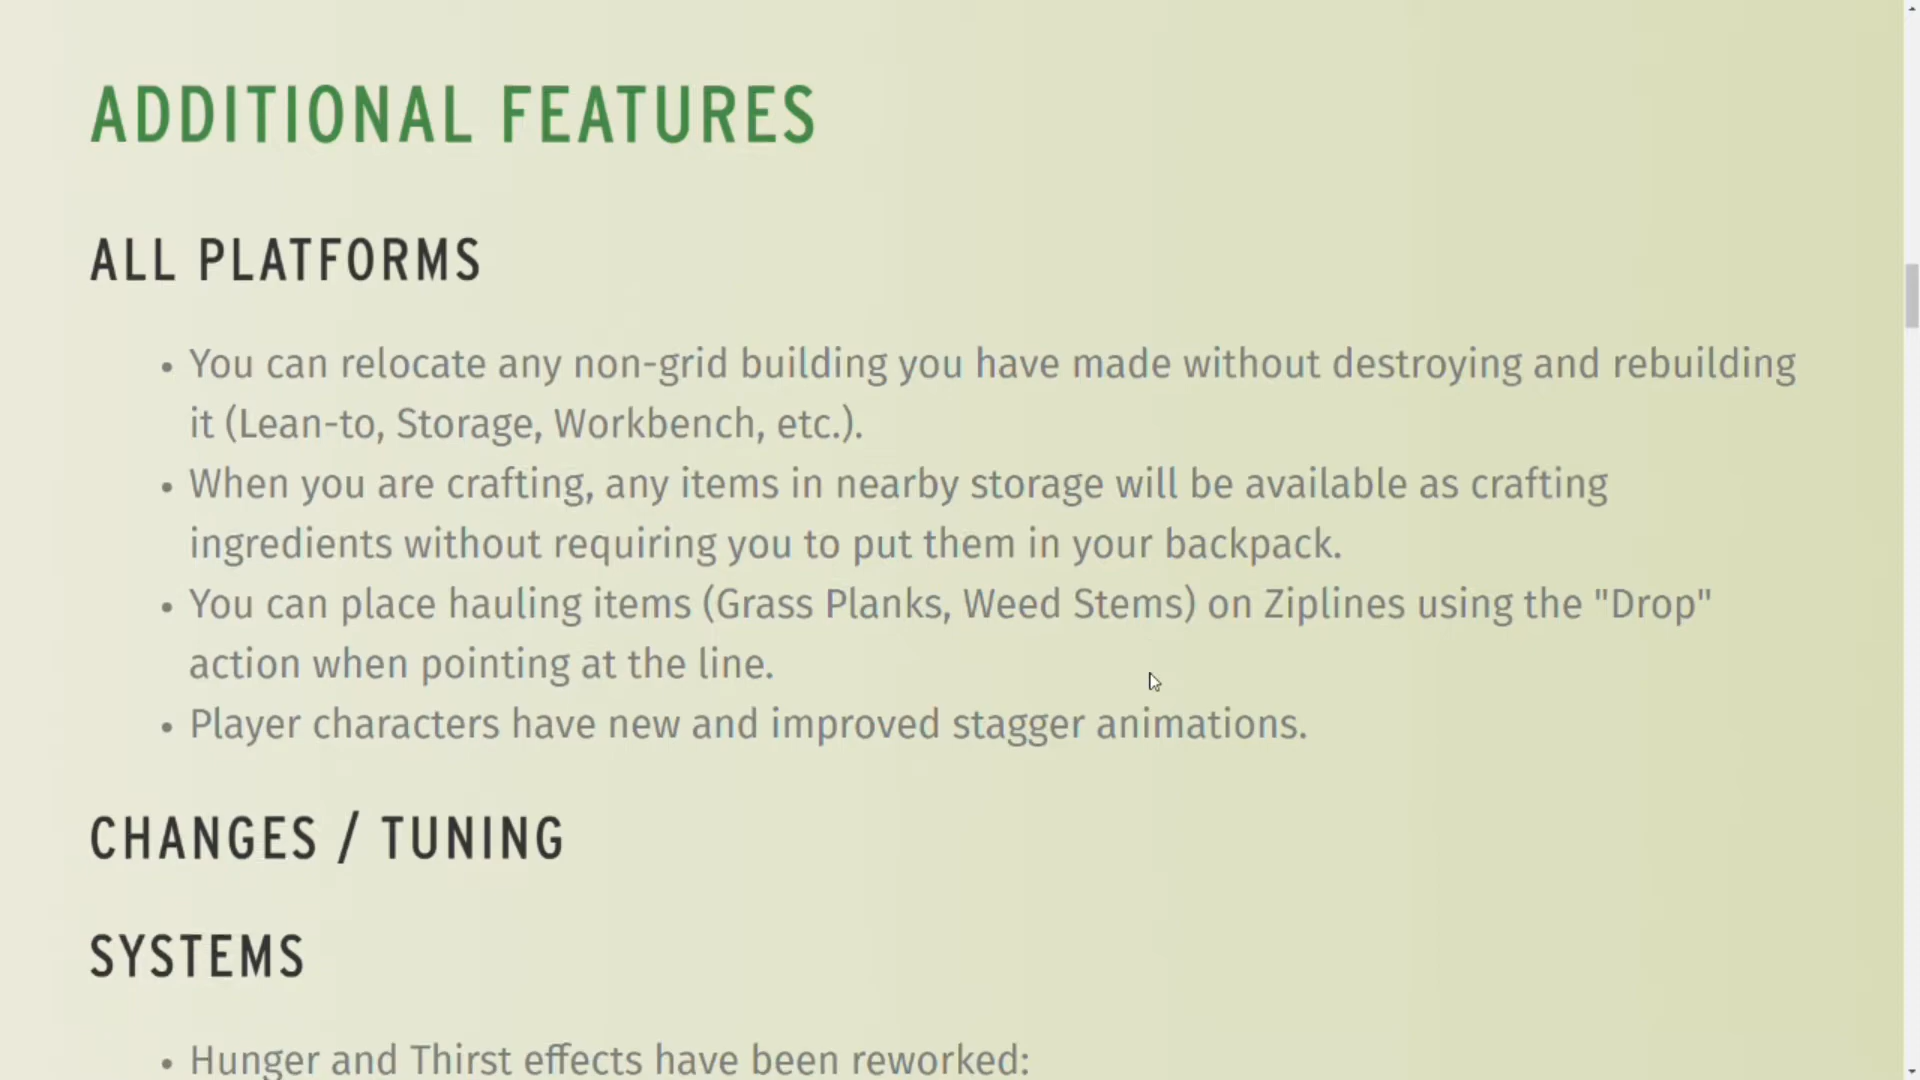 ADDITIONAL FEATURES
ALL PLATFORMS
• You can relocate any non-grid building you have made without destroying and rebuilding
it (Lean-to, Storage, Workbench, etc.).
• When you are crafting, any items in nearby storage will be available as crafting
ingredients without requiring you to put them in your backpack.
• You can place hauling items (Grass Planks, Weed Stems) on Ziplines using the "Drop"
action when pointing at the line.
• Player characters have new and improved stagger animations.
CHANGES / TUNING
SYSTEMS
• Hunger and Thirst effects have been reworked: